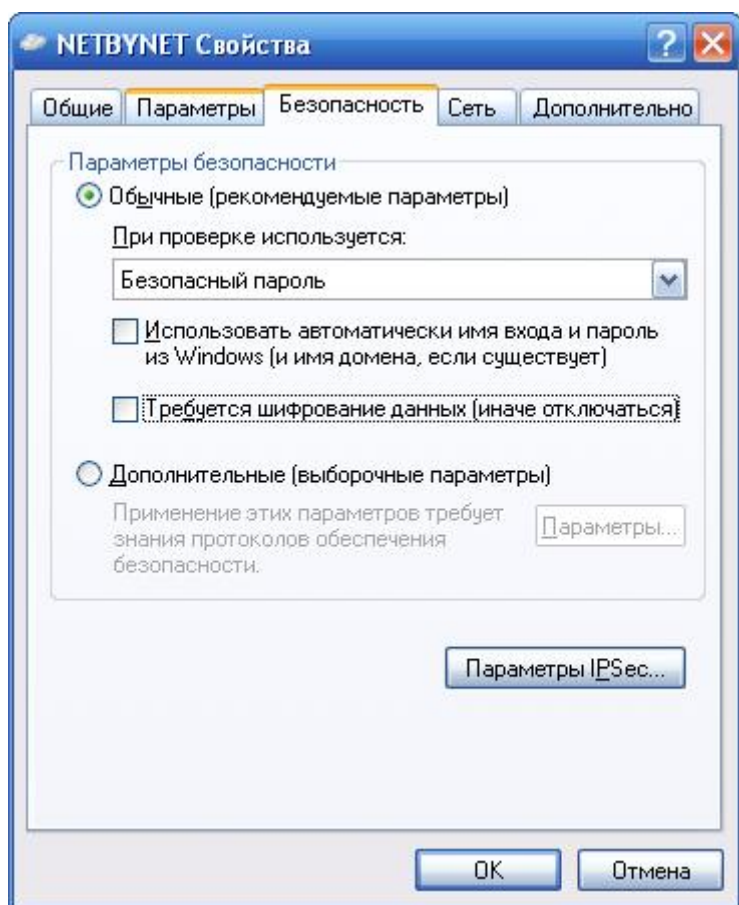 NETBYNET Свойства
Общие Параметры Безопасность Сеть Дополнительно
Параметры безопасности
Обычные (рекомендуемые параметры)
При проверке используется:
Безопасный пароль
Использовать автоматически имя входа и пароль
из Windows (и имя домена, если существует)
Требуется шифрование данных (иначе отключаться)
Дополнительные (выборочные параметры)
Применение этих параметров требует
знания протоколов обеспечения
безопасности.
Параметры...
Параметры IPSec...
OK Отмена